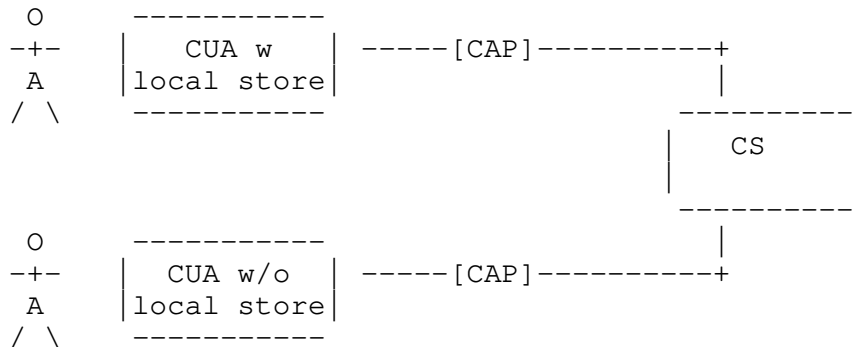 O      -----------
 -+-    |   CUA w   | -----[CAP]----------+
  A     |local store|                     |
 / \     -----------                    ----------
                                       |   CS
                                       |
                                        ----------
  O      -----------                      |
 -+-    |  CUA w/o  | -----[CAP]----------+
  A     |local store|
 / \     -----------